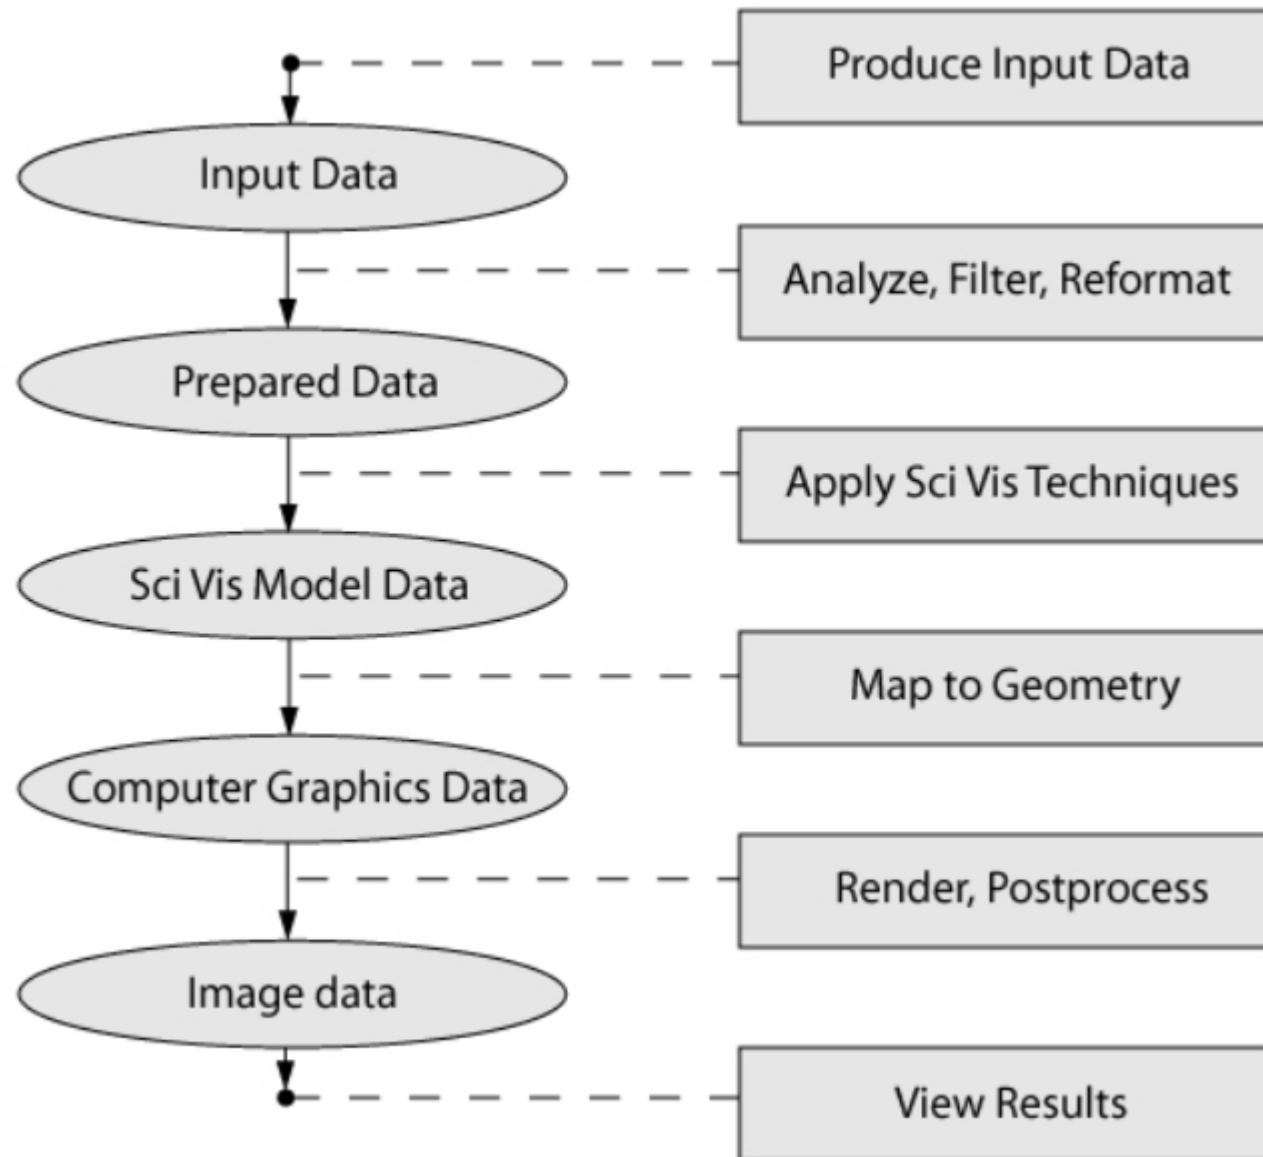 Produce Input Data
Input Data
Analyze, Filter, Reformat
Prepared Data
Apply Sci Vis Techniques
Sci Vis Model Data
Map to Geometry
Computer Graphics Data
Render, Postprocess
Image data
View Results